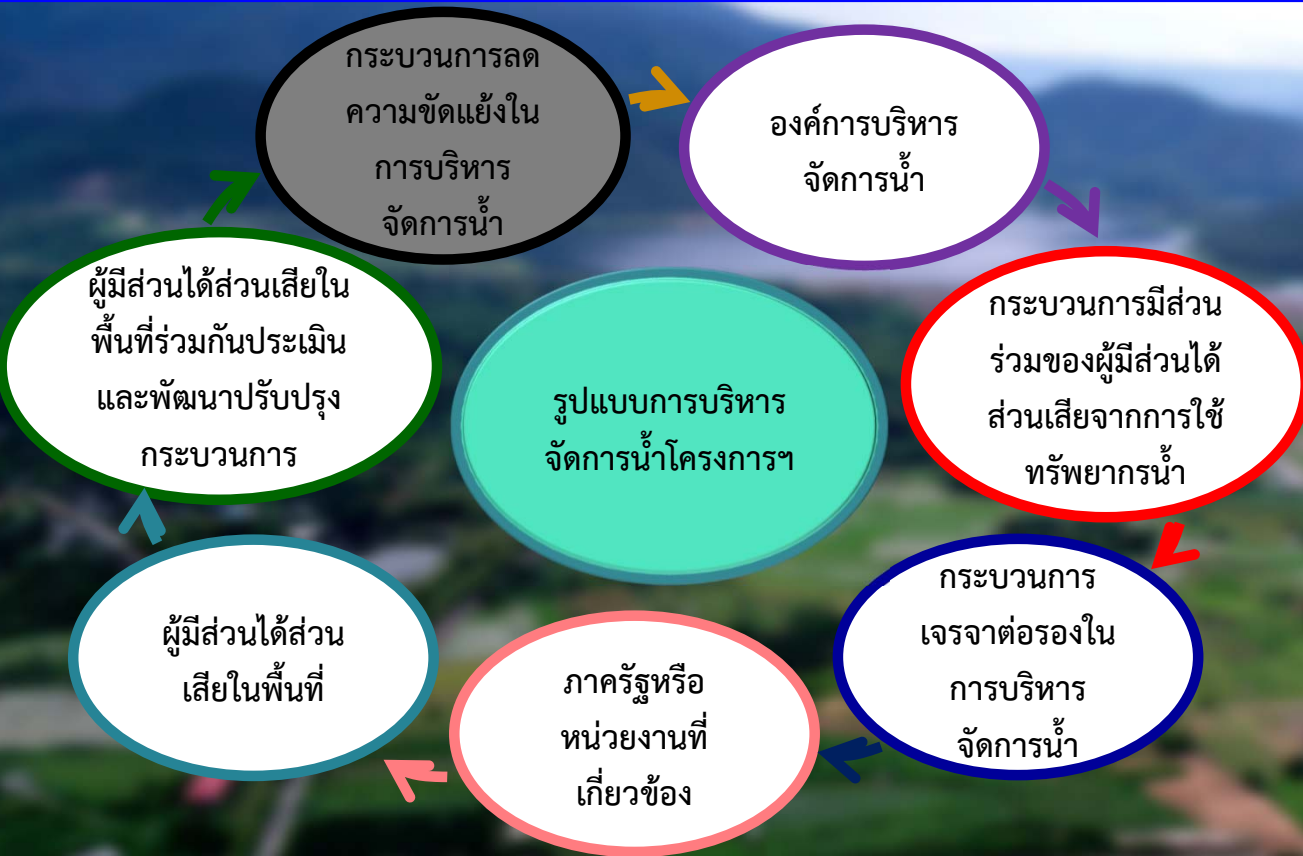 กระบวนการลด
ความขัดแย้งใน
การบริหาร
จัดการน้ำ
องค์การบริหาร
จัดการน้ำ
กระบวนการมีส่วน
ร่วมของผู้มีส่วนได้
ส่วนเสียจากการใช้
ทรัพยากรน้ำ
กระบวนการ
เจรจาต่อรองใน
การบริหาร
จัดการน้ำ
ภาครัฐหรือ
หน่วยงานที่
เกี่ยวข้อง
ผู้มีส่วนได้ส่วน
เสียในพื้นที่
ผู้มีส่วนได้ส่วนเสียใน
พื้นที่ร่วมกันประเมิน
และพัฒนาปรับปรุง
กระบวนการ
รูปแบบการบริหาร
จัดการน้ำโครงการฯ